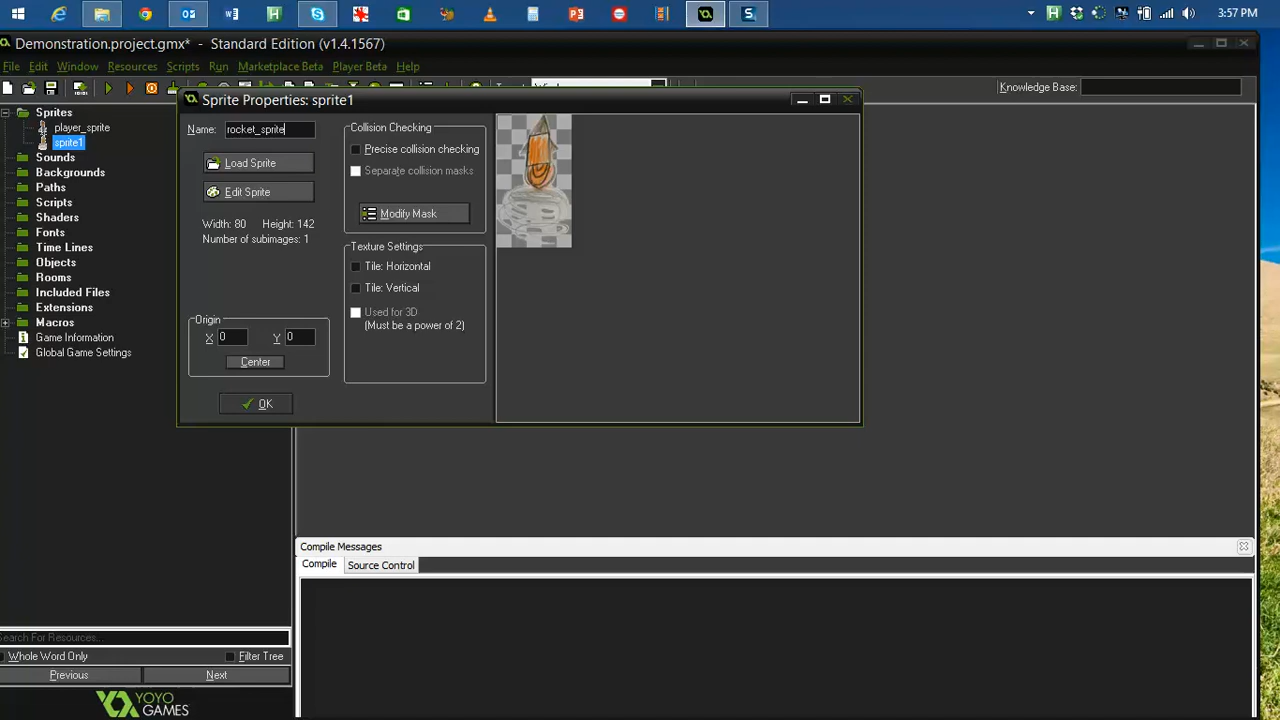 3:57 PM
Demonstration.project.gmx* - Standard Edition (v1.4.1567)
File Edit Window Resources Scripts Run Marketplace Beta Player Beta Help
Knowledge Base:
Sprites
player_sprite
sprite1
Sounds
Backgrounds
Paths
Scripts
Shaders
Fonts
Time Lines
Objects
Rooms
Included Files
Extensions
Macros
Game Information
Global Game Settings
Sprite Properties: sprite1
Name: rocket_sprite
Load Sprite
Edit Sprite
Width: 80 Height: 142
Number of subimages: 1
Origin
X 0 Y 0
Center
OK
Collision Checking
Precise collision checking
Separate collision masks
Modify Mask
Texture Settings
Tile: Horizontal
Tile: Vertical
Used for 3D
(Must be a power of 2)
Compile Messages
Compile Source Control
Search For Resources...
Whole Word Only Filter Tree
Previous Next
YOYO
GAMES